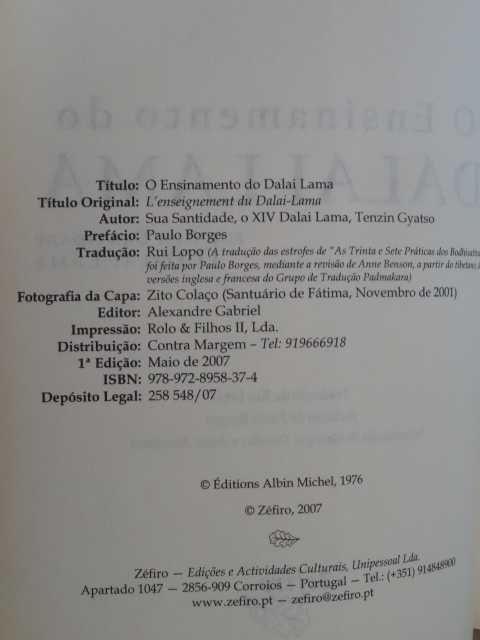 Título: O Ensinamento do Dalai Lama
Título Original: L'enseignement du Dalai-Lama
Autor: Sua Santidade, o XIV Dalai Lama, Tenzin Gyatso
Prefácio: Paulo Borges
Tradução: Rui Lopo (A tradução das estrofes de "As Trinta e Sete Práticas dos
foi feita por Paulo Borges, mediante a revisão de Anne Benson, a partir do tibetano,
versões inglesa e francesa do Grupo de Tradução Padmakara)
Fotografia da Capa: Zito Colaço (Santuário de Fátima, Novembro de 2001)
Editor: Alexandre Gabriel
Impressão: Rolo & Filhos II, Lda.
Distribuição: Contra Margem – Tel: 919666918
1ª Edição: Maio de 2007
ISBN: 978-972-8958-37-4
Depósito Legal: 258 548/07
© Éditions Albin Michel, 1976
© Zéfiro, 2007
Zéfiro — Edições e Actividades Culturais, Unipessoal Lda.
Apartado 1047 — 2856-909 Corroios — Portugal — Tel.: (+351) 914848900
www.zefiro.pt — zefiro@zefiro.pt